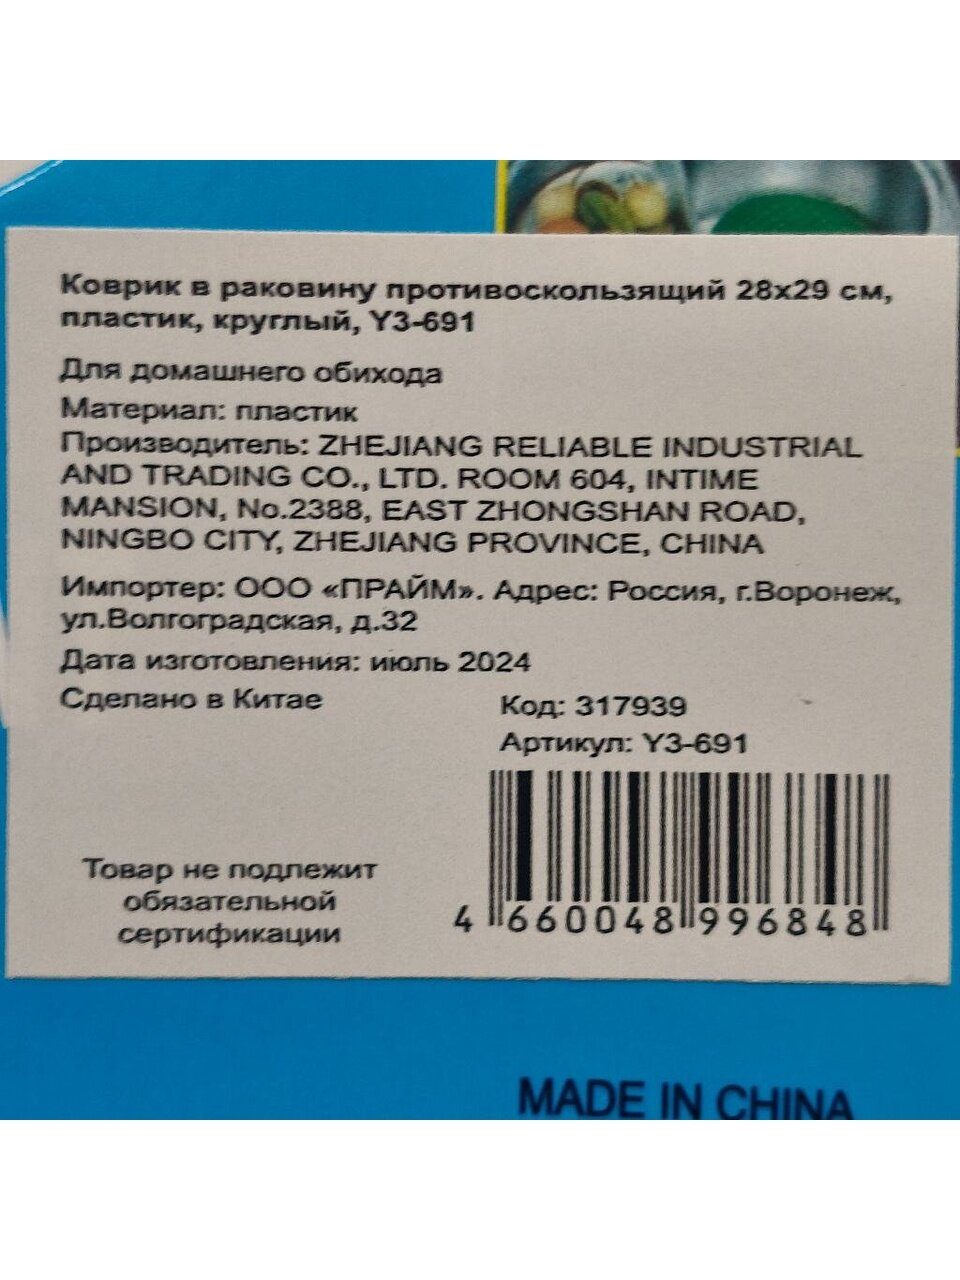 Коврик в раковину противоскользящий 28х29 см,
пластик, круглый, Y3-691
Для домашнего обихода
Материал: пластик
Производитель: ZHEJIANG RELIABLE INDUSTRIAL
AND TRADING CO., LTD. ROOM 604, INTIME
MANSION, No.2388, EAST ZHONGSHAN ROAD,
NINGBO CITY, ZHEJIANG PROVINCE, CHINA
Импортер: ООО «ПРАЙМ». Адрес: Россия, г.Воронеж,
ул.Волгоградская, д.32
Дата изготовления: июль 2024
Сделано в Китае
Код: 317939
Артикул: Y3-691
Товар не подлежит
обязательной
сертификации
4 660048 996848
MADE IN CHINA